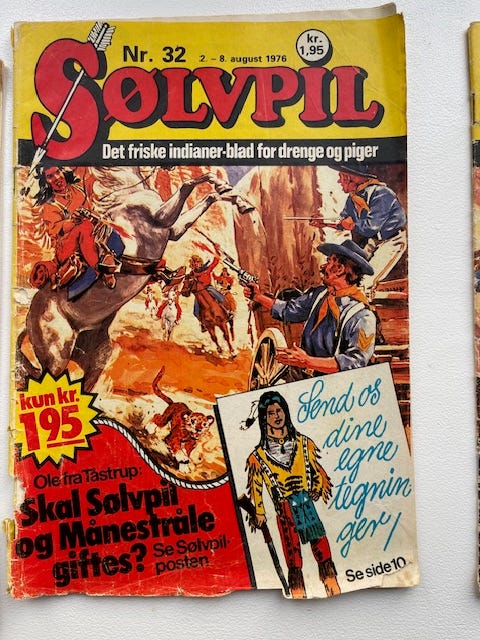 Nr. 32
2. – 8. august 1976
kr.
1,95
SØLVPIL
Det friske indianer-blad for drenge og piger
kun kr.
195
Ole fra Tåstrup:
Skal Sølvpil
og Månestråle
giftes? Se Sølvpil-
posten
Send os
dine
egne
tegnin
ger,
Se side 10